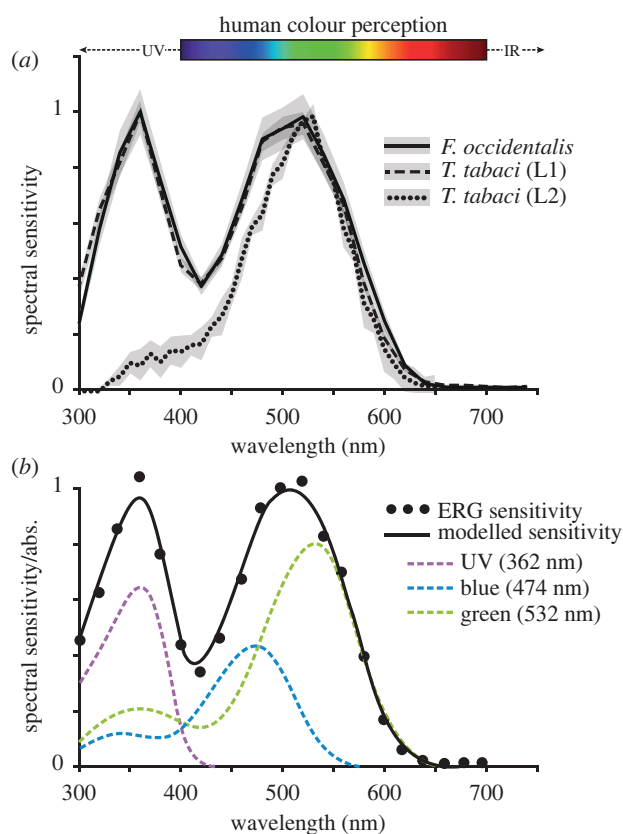 human colour perception
(a)
UV
IR
1
F. occidentalis
T. tabaci (L1)
T. tabaci (L2)
spectral sensitivity
0
300 400 500 600 700
wavelength (nm)
(b)
1
ERG sensitivity
modelled sensitivity
UV (362 nm)
blue (474 nm)
green (532 nm)
spectral sensitivity/abs.
0
300 400 500 600 700
wavelength (nm)